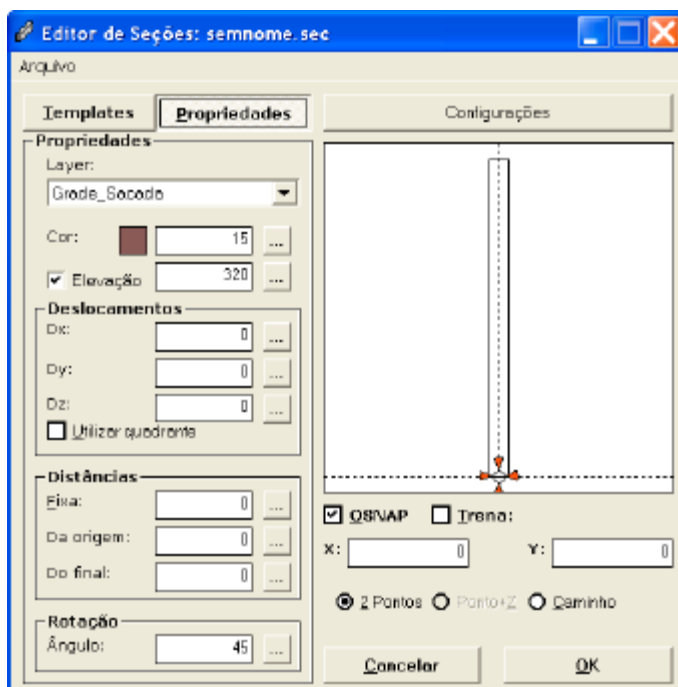 Editor de Seções: semnome.sec
Arquivo
Templates
Propriedades
Configurações
Propriedades
Layer:
Grade_Sacada
Cor:
15
...
Elevação
320
...
Deslocamentos
Dx:
0
...
Dy:
0
...
Dz:
0
...
Utilizar quadrante
Distâncias
Fixa:
0
...
Da origem:
0
...
Do final:
0
...
Rotação
Ângulo:
45
...
OSNAP
Trena:
X:
0
Y:
0
2 Pontos
Ponto+Z
Caminho
Cancelar
OK